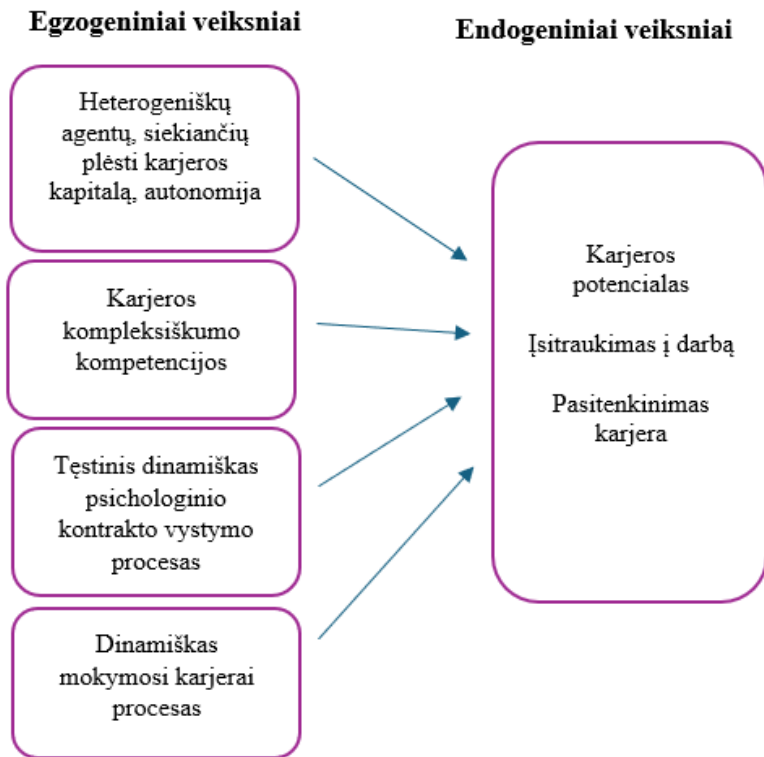 Egzogeniniai veiksniai
Heterogeniškų
agentų, siekiančių
plėsti karjeros
kapitalą, autonomija
Karjeros
kompleksiškumo
kompetencijos
Tęstinis dinamiškas
psichologinio
kontrakto vystymo
procesas
Dinamiškas
mokymosi karjerai
procesas
Endogeniniai veiksniai
Karjeros
potencialas
Įsitraukimas į darbą
Pasitenkinimas
karjera